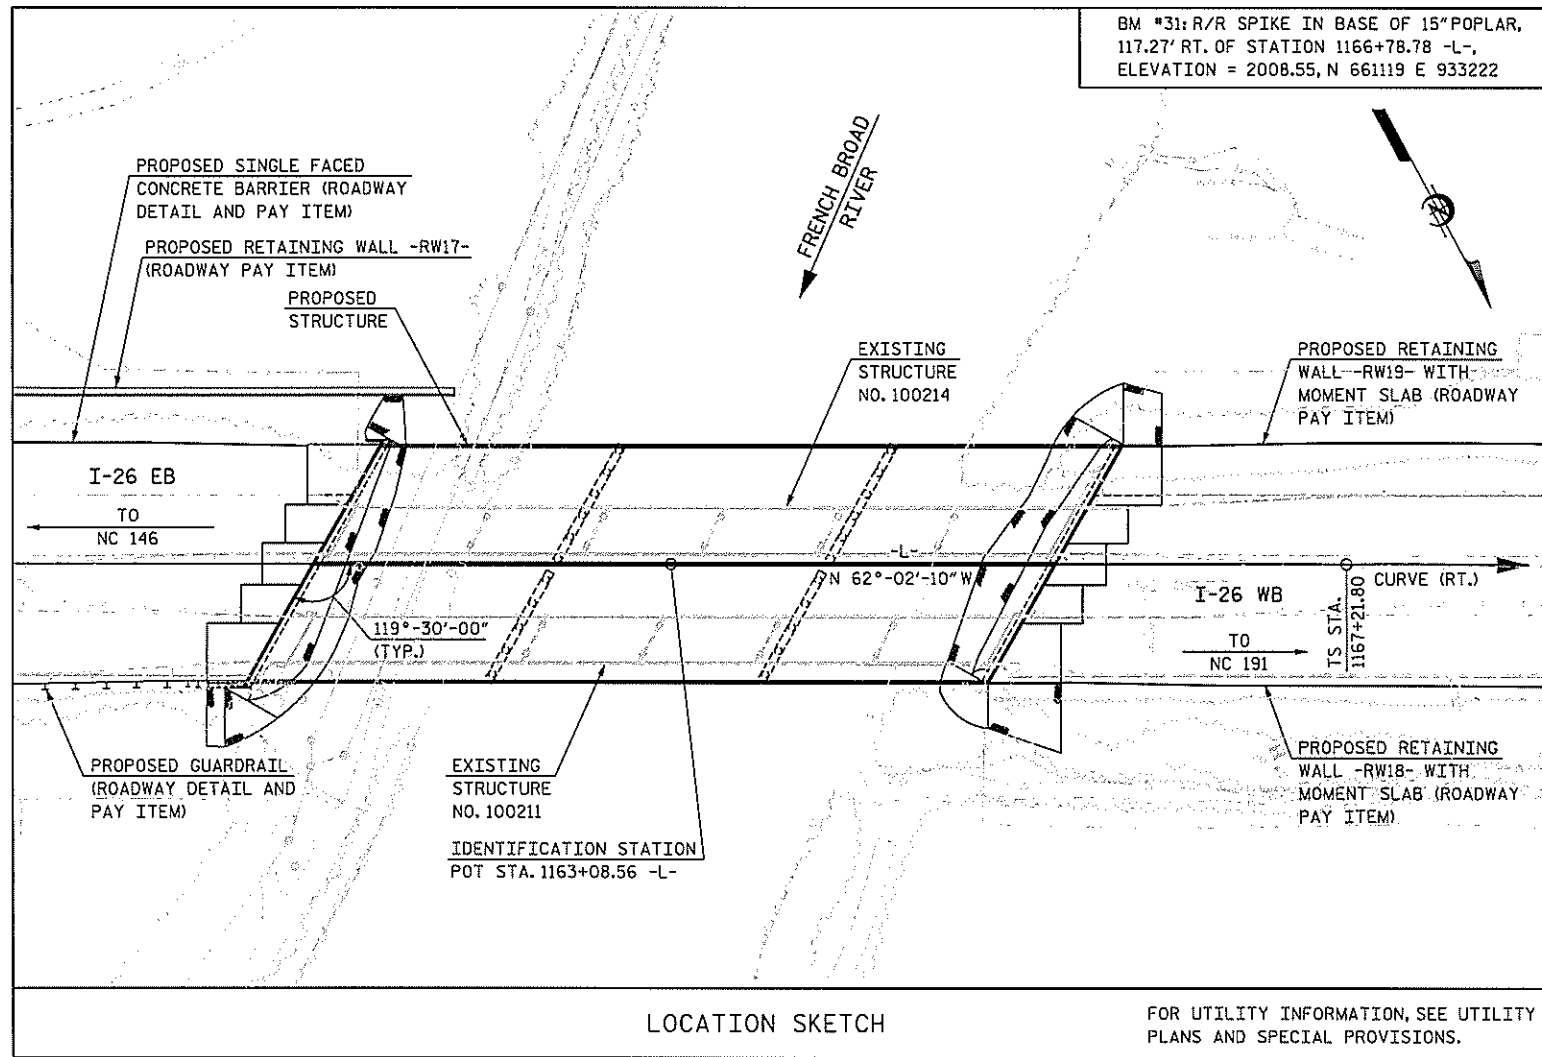 BM #31: R/R SPIKE IN BASE OF 15" POPLAR,
117.27' RT. OF STATION 1166+78.78 -L-,
ELEVATION = 2008.55, N 661119 E 933222
FRENCH BROAD
RIVER
N
PROPOSED SINGLE FACED
CONCRETE BARRIER (ROADWAY
DETAIL AND PAY ITEM)
PROPOSED RETAINING WALL -RW17-
(ROADWAY PAY ITEM)
PROPOSED
STRUCTURE
EXISTING
STRUCTURE
NO. 100214
PROPOSED RETAINING
WALL -RW19- WITH
MOMENT SLAB (ROADWAY
PAY ITEM)
I-26 EB
TO
NC 146
-L-
N 62°-02'-10" W
CURVE (RT.)
I-26 WB
TO
NC 191
TS STA.
1167+21.80
119°-30'-00"
(TYP.)
PROPOSED GUARDRAIL
(ROADWAY DETAIL AND
PAY ITEM)
EXISTING
STRUCTURE
NO. 100211
IDENTIFICATION STATION
POT STA. 1163+08.56 -L-
PROPOSED RETAINING
WALL -RW18- WITH
MOMENT SLAB (ROADWAY
PAY ITEM)
LOCATION SKETCH
FOR UTILITY INFORMATION, SEE UTILITY
PLANS AND SPECIAL PROVISIONS.